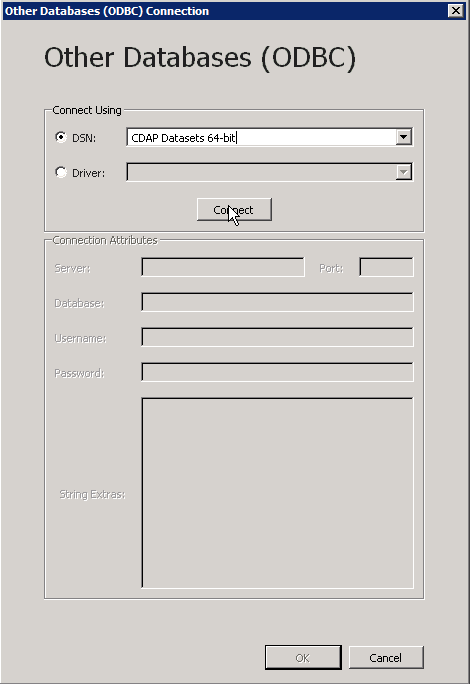 Other Databases (ODBC) Connection
Other Databases (ODBC)
Connect Using
DSN: CDAP Datasets 64-bit
Driver:
Connect
Connection Attributes
Server: Port:
Database:
Username:
Password:
String Extras:
OK Cancel